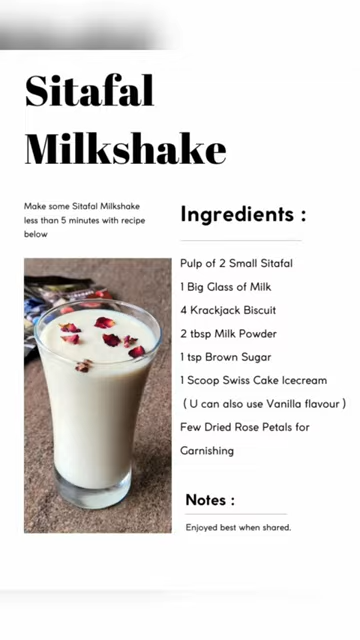 Sitafal
Milkshake
Make some Sitafal Milkshake
less than 5 minutes with recipe
below
Ingredients :
Pulp of 2 Small Sitafal
1 Big Glass of Milk
4 Krackjack Biscuit
2 tbsp Milk Powder
1 tsp Brown Sugar
1 Scoop Swiss Cake Icecream
( U can also use Vanilla flavour )
Few Dried Rose Petals for
Garnishing
Notes :
Enjoyed best when shared.